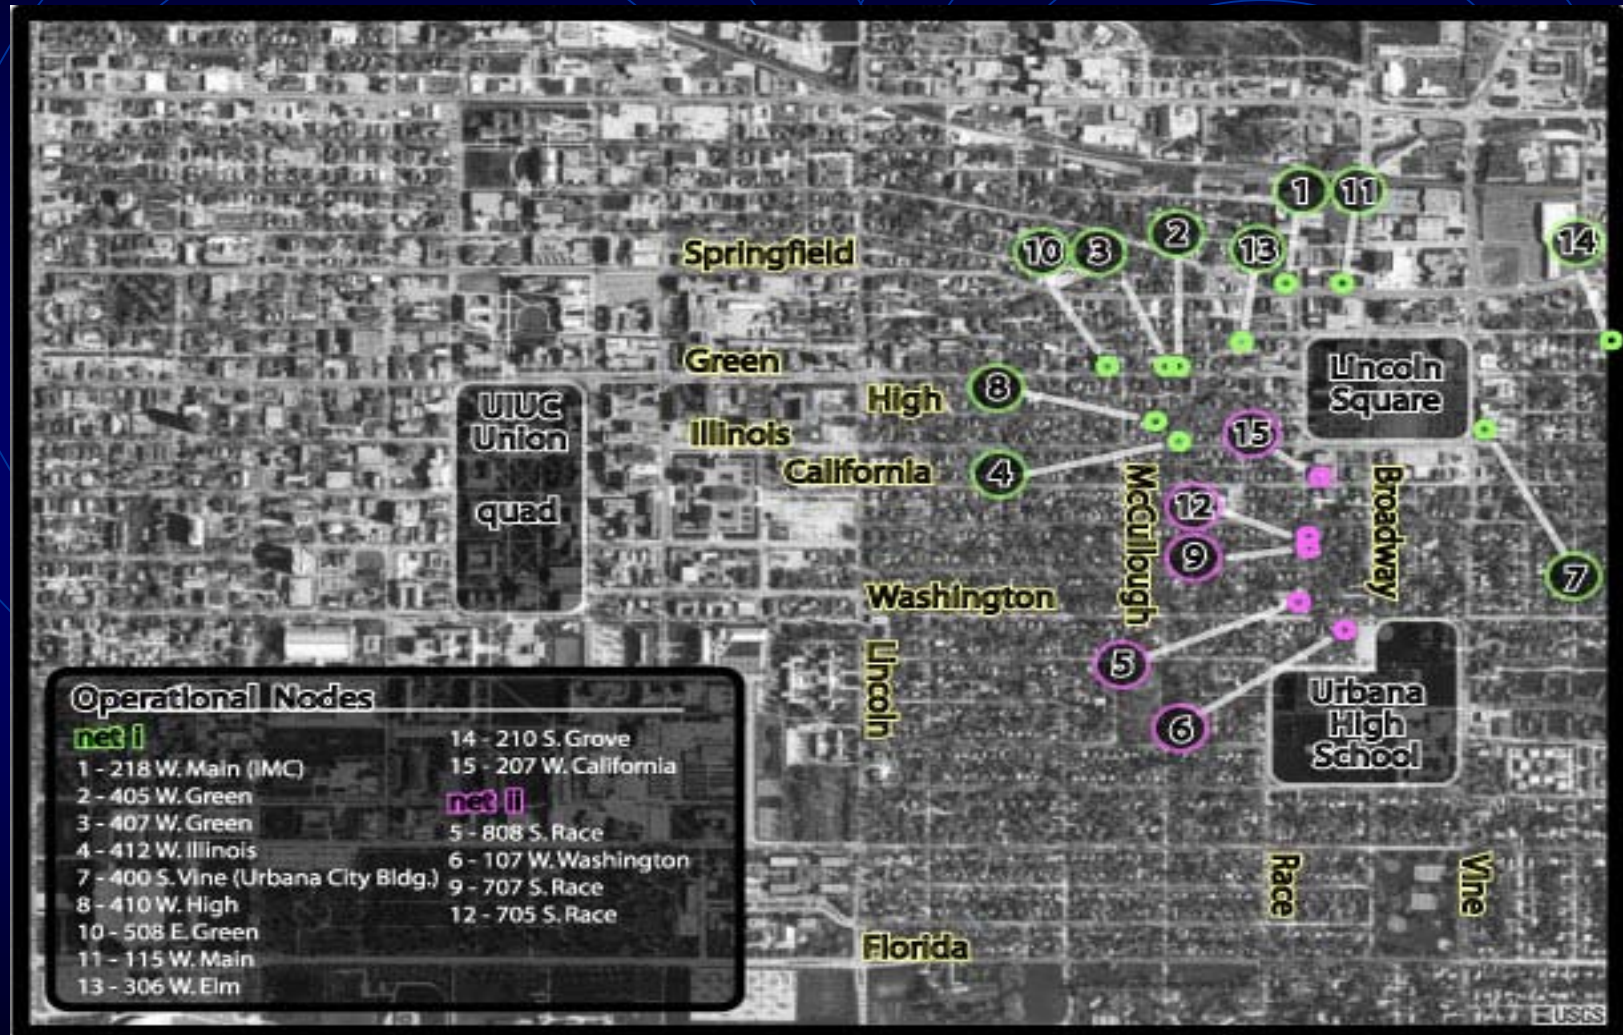 1
11
2
10
3
13
14
Springfield
Green
Lincoln
Square
8
High
UIUC
Union
Illinois
15
4
California
quad
McCullough
12
Broadway
9
7
Washington
5
Lincoln
6
Urbana
High
School
Operational Nodes
net i
1 - 218 W. Main (IMC)
2 - 405 W. Green
3 - 407 W. Green
4 - 412 W. Illinois
7 - 400 S. Vine (Urbana City Bldg.)
8 - 410 W. High
10 - 508 E. Green
11 - 115 W. Main
13 - 306 W. Elm
14 - 210 S. Grove
15 - 207 W. California
net ii
5 - 808 S. Race
6 - 107 W. Washington
9 - 707 S. Race
12 - 705 S. Race
Race
Vine
Florida
USGS